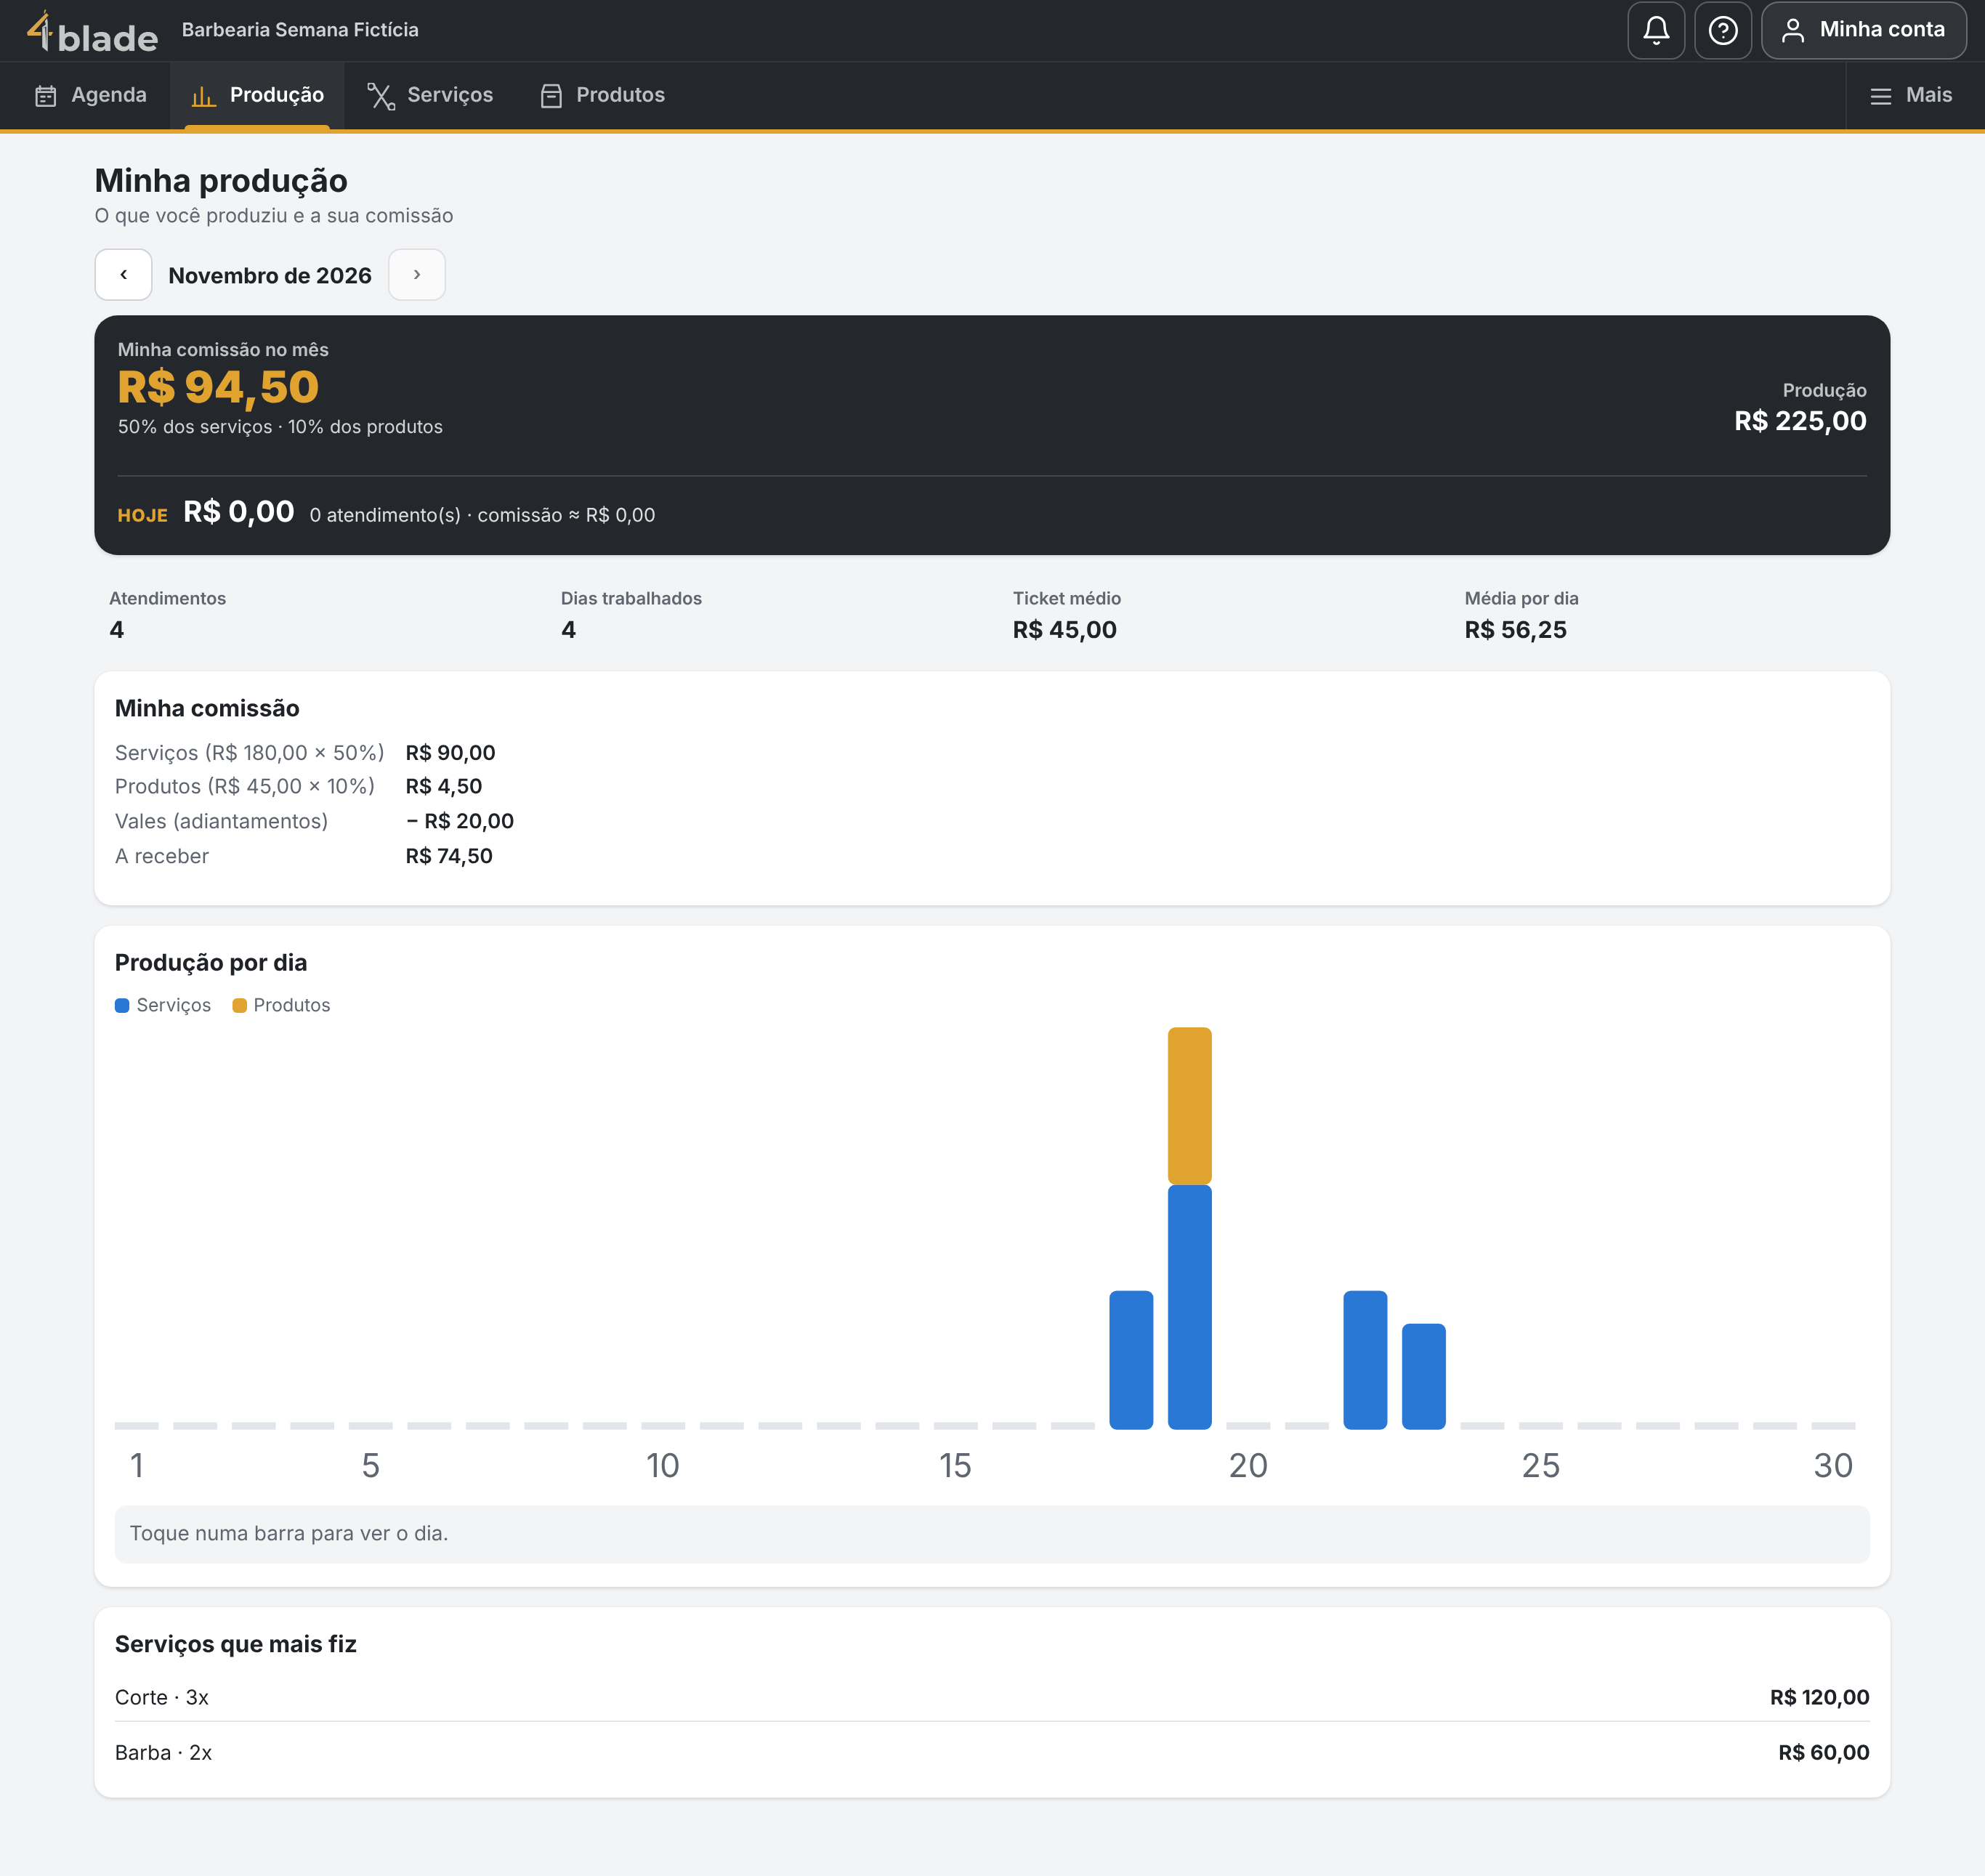 4blade
Barbearia Semana Fictícia
Minha conta
Agenda
Produção
Serviços
Produtos
Mais
Minha produção
O que você produziu e a sua comissão
‹ Novembro de 2026 ›
Minha comissão no mês
R$ 94,50
50% dos serviços · 10% dos produtos
Produção
R$ 225,00
HOJE R$ 0,00 0 atendimento(s) · comissão ≈ R$ 0,00
Atendimentos
4
Dias trabalhados
4
Ticket médio
R$ 45,00
Média por dia
R$ 56,25
Minha comissão
Serviços (R$ 180,00 × 50%) R$ 90,00
Produtos (R$ 45,00 × 10%) R$ 4,50
Vales (adiantamentos) − R$ 20,00
A receber R$ 74,50
Produção por dia
Serviços Produtos
1 5 10 15 20 25 30
Toque numa barra para ver o dia.
Serviços que mais fiz
Corte · 3x R$ 120,00
Barba · 2x R$ 60,00